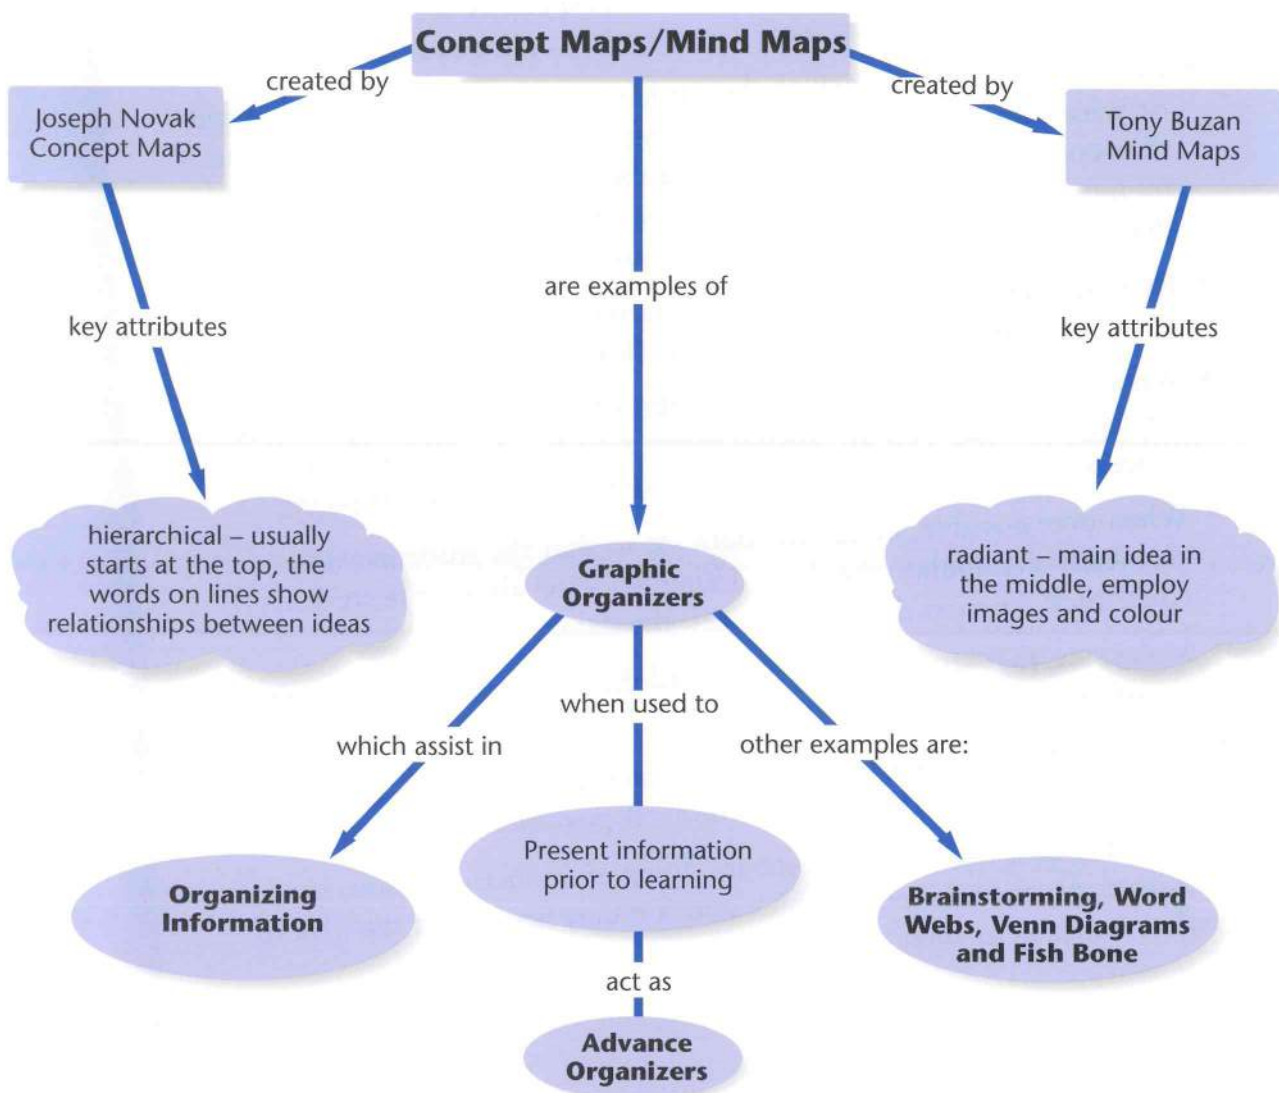 Concept Maps/Mind Maps
created by
created by
Joseph Novak
Concept Maps
Tony Buzan
Mind Maps
are examples of
key attributes
key attributes
hierarchical – usually
starts at the top, the
words on lines show
relationships between ideas
Graphic
Organizers
radiant – main idea in
the middle, employ
images and colour
which assist in
when used to
other examples are:
Organizing
Information
Present information
prior to learning
Brainstorming, Word
Webs, Venn Diagrams
and Fish Bone
act as
Advance
Organizers